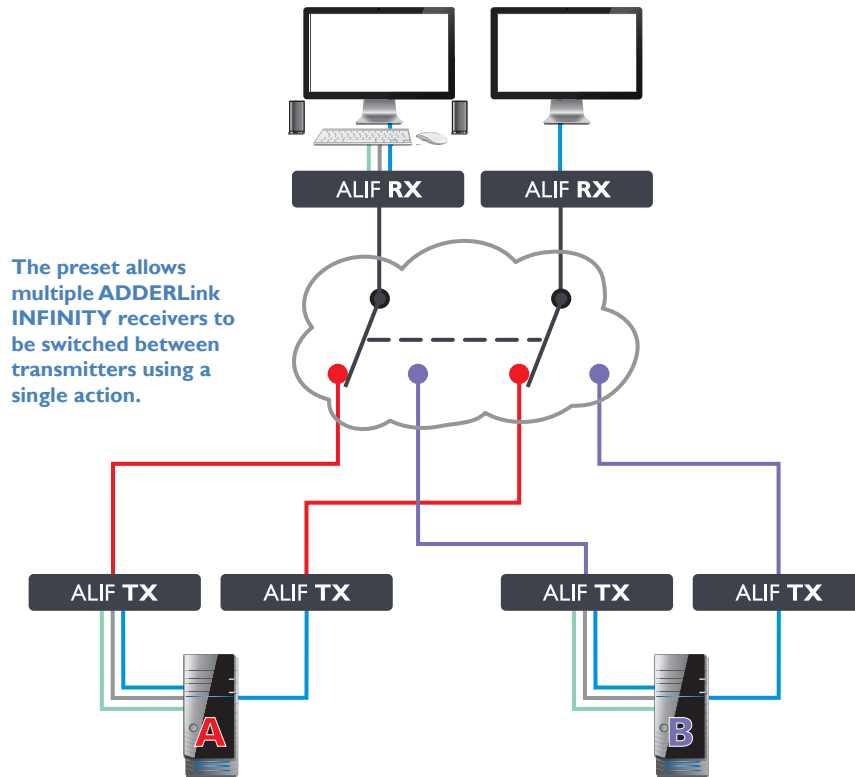 ALIF RX
ALIF RX
The preset allows
multiple ADDERLink
INFINITY receivers to
be switched between
transmitters using a
single action.
ALIF TX
ALIF TX
ALIF TX
ALIF TX
A
B